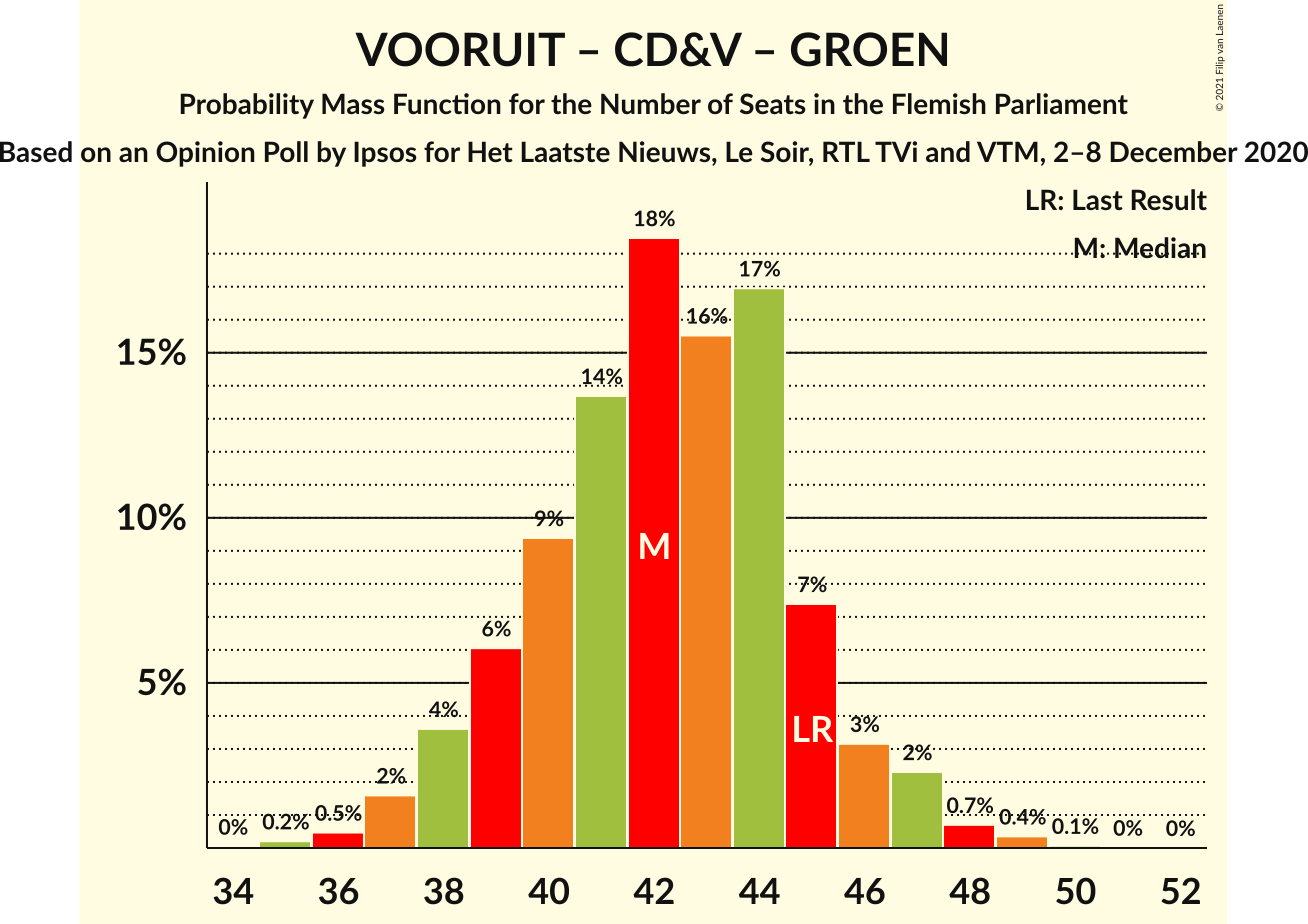 VOORUIT – CD&V – GROEN
Probability Mass Function for the Number of Seats in the Flemish Parliament
Based on an Opinion Poll by Ipsos for Het Laatste Nieuws, Le Soir, RTL TVi and VTM, 2–8 December 2020
© 2021 Filip van Laenen
LR: Last Result
M: Median
15%
10%
5%
0%
0.2%
0.5%
2%
4%
6%
9%
14%
18%
16%
17%
7%
3%
2%
0.7%
0.4%
0.1%
0%
0%
M
LR
34 36 38 40 42 44 46 48 50 52